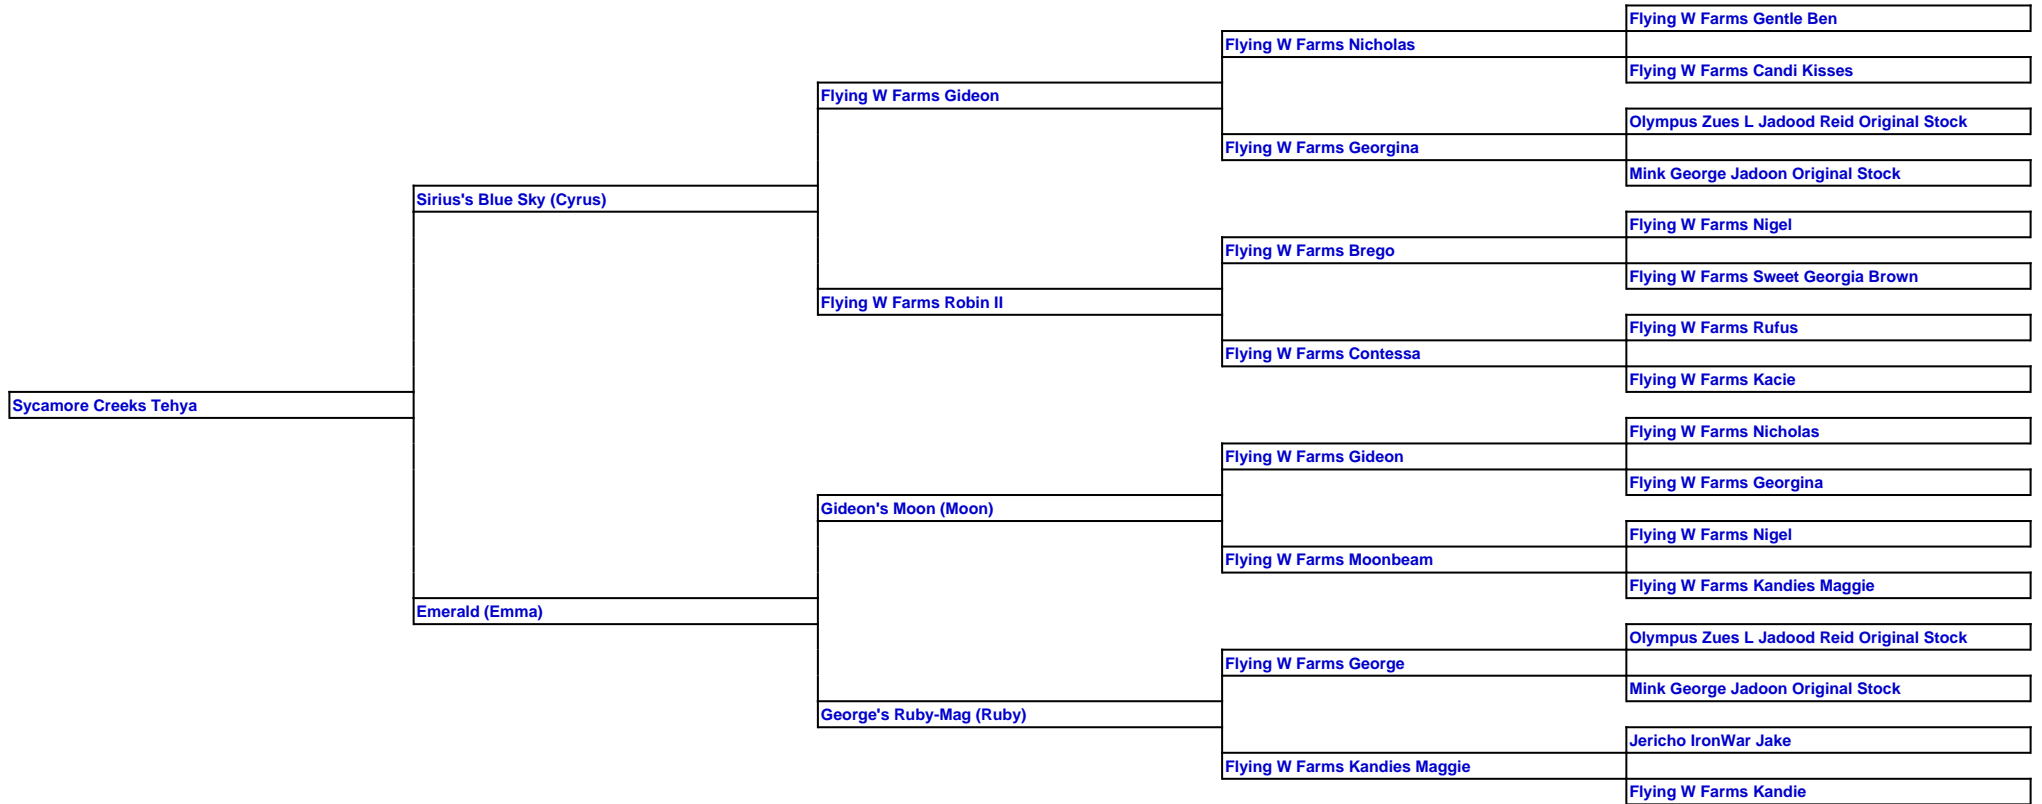 Flying W Farms Gentle Ben
Flying W Farms Nicholas
Flying W Farms Candi Kisses
Flying W Farms Gideon
Olympus Zues L Jadood Reid Original Stock
Flying W Farms Georgina
Mink George Jadoon Original Stock
Sirius's Blue Sky (Cyrus)
Flying W Farms Nigel
Flying W Farms Brego
Flying W Farms Sweet Georgia Brown
Flying W Farms Robin II
Flying W Farms Rufus
Flying W Farms Contessa
Flying W Farms Kacie
Sycamore Creeks Tehya
Flying W Farms Nicholas
Flying W Farms Gideon
Flying W Farms Georgina
Gideon's Moon (Moon)
Flying W Farms Nigel
Flying W Farms Moonbeam
Flying W Farms Kandies Maggie
Emerald (Emma)
Olympus Zues L Jadood Reid Original Stock
Flying W Farms George
Mink George Jadoon Original Stock
George's Ruby-Mag (Ruby)
Jericho IronWar Jake
Flying W Farms Kandies Maggie
Flying W Farms Kandie